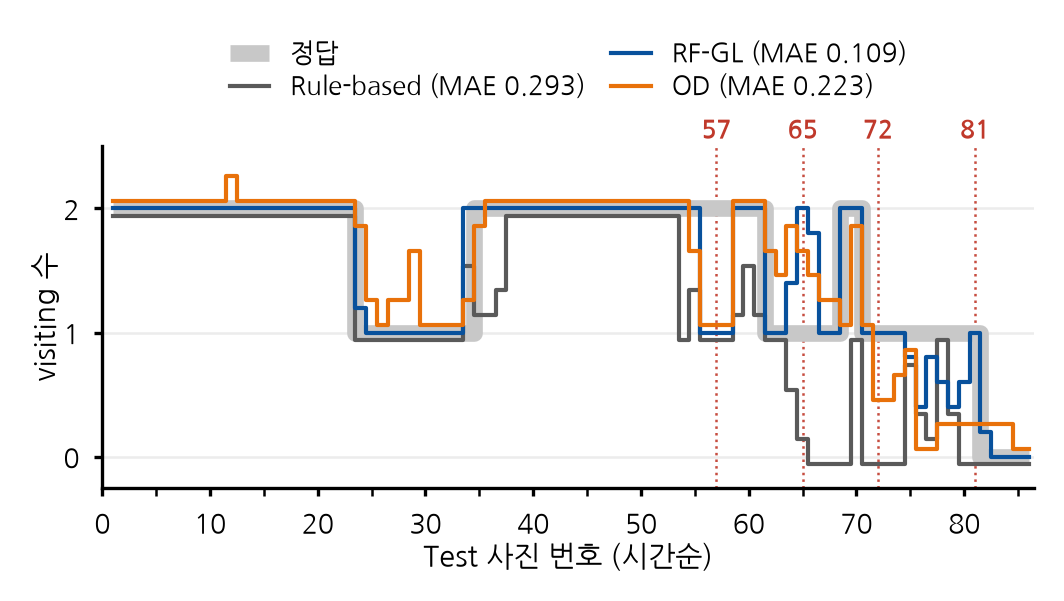 정답
Rule-based (MAE 0.293)
RF-GL (MAE 0.109)
OD (MAE 0.223)
57 65 72 81
visiting 수
2
1
0
0 10 20 30 40 50 60 70 80
Test 사진 번호 (시간순)